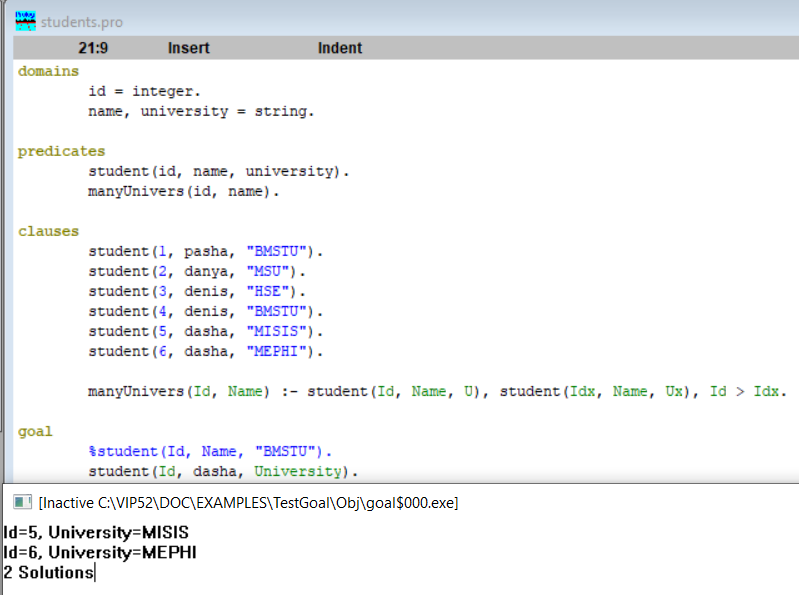 students.pro
21:9 Insert Indent
domains
id = integer.
name, university = string.
predicates
student(id, name, university).
manyUnivers(id, name).
clauses
student(1, pasha, "BMSTU").
student(2, danya, "MSU").
student(3, denis, "HSE").
student(4, denis, "BMSTU").
student(5, dasha, "MISIS").
student(6, dasha, "MEPHI").
manyUnivers(Id, Name) :- student(Id, Name, U), student(Idx, Name, Ux), Id > Idx.
goal
%student(Id, Name, "BMSTU").
student(Id, dasha, University).
[Inactive C:\VIP52\DOC\EXAMPLES\TestGoal\Obj\goal$000.exe]
Id=5, University=MISIS
Id=6, University=MEPHI
2 Solutions